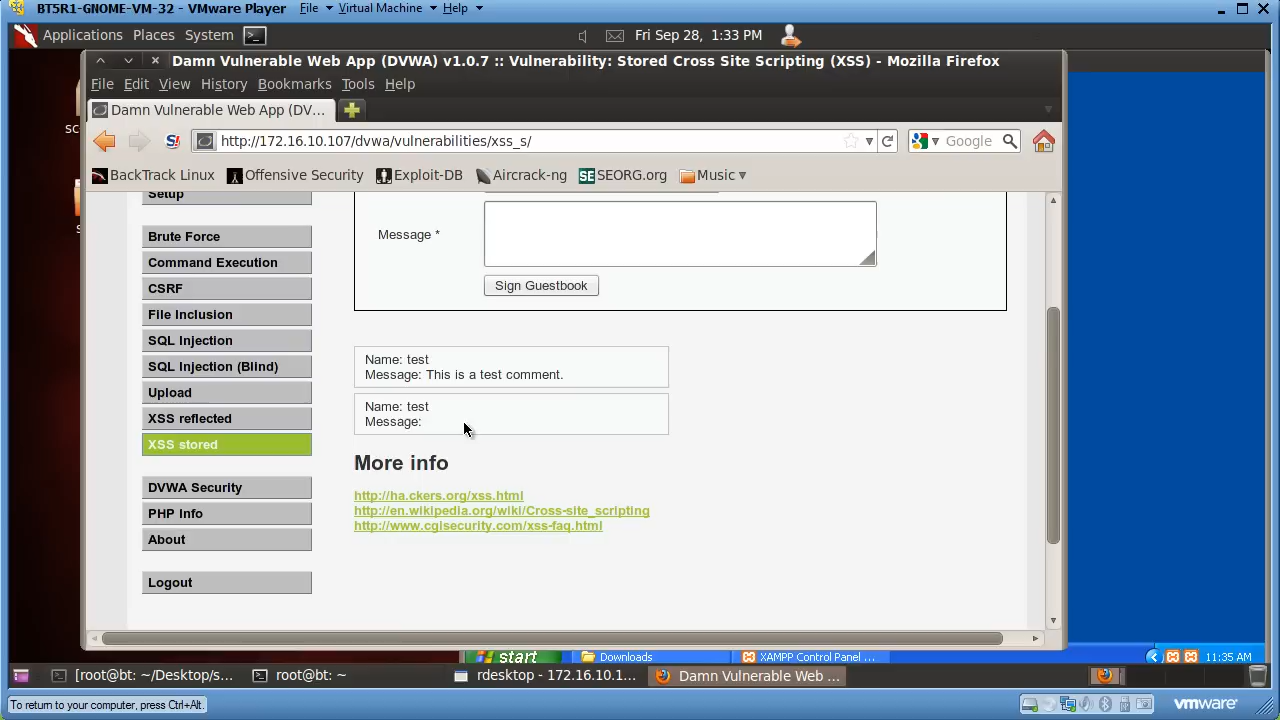 BT5R1-GNOME-VM-32 - VMware Player File Virtual Machine Help
Applications Places System Fri Sep 28, 1:33 PM
Damn Vulnerable Web App (DVWA) v1.0.7 :: Vulnerability: Stored Cross Site Scripting (XSS) - Mozilla Firefox
File Edit View History Bookmarks Tools Help
Damn Vulnerable Web App (DV...
http://172.16.10.107/dvwa/vulnerabilities/xss_s/ Google
BackTrack Linux Offensive Security Exploit-DB Aircrack-ng SE SEORG.org Music
sc
s
Setup
Brute Force
Command Execution
CSRF
File Inclusion
SQL Injection
SQL Injection (Blind)
Upload
XSS reflected
XSS stored
DVWA Security
PHP Info
About
Logout
Message *
Sign Guestbook
Name: test
Message: This is a test comment.
Name: test
Message:
More info
http://ha.ckers.org/xss.html
http://en.wikipedia.org/wiki/Cross-site_scripting
http://www.cgisecurity.com/xss-faq.html
start Downloads XAMPP Control Panel ... 11:35 AM
[root@bt: ~/Desktop/s... root@bt: ~ rdesktop - 172.16.10.1... Damn Vulnerable Web ...
To return to your computer, press Ctrl+Alt. vmware